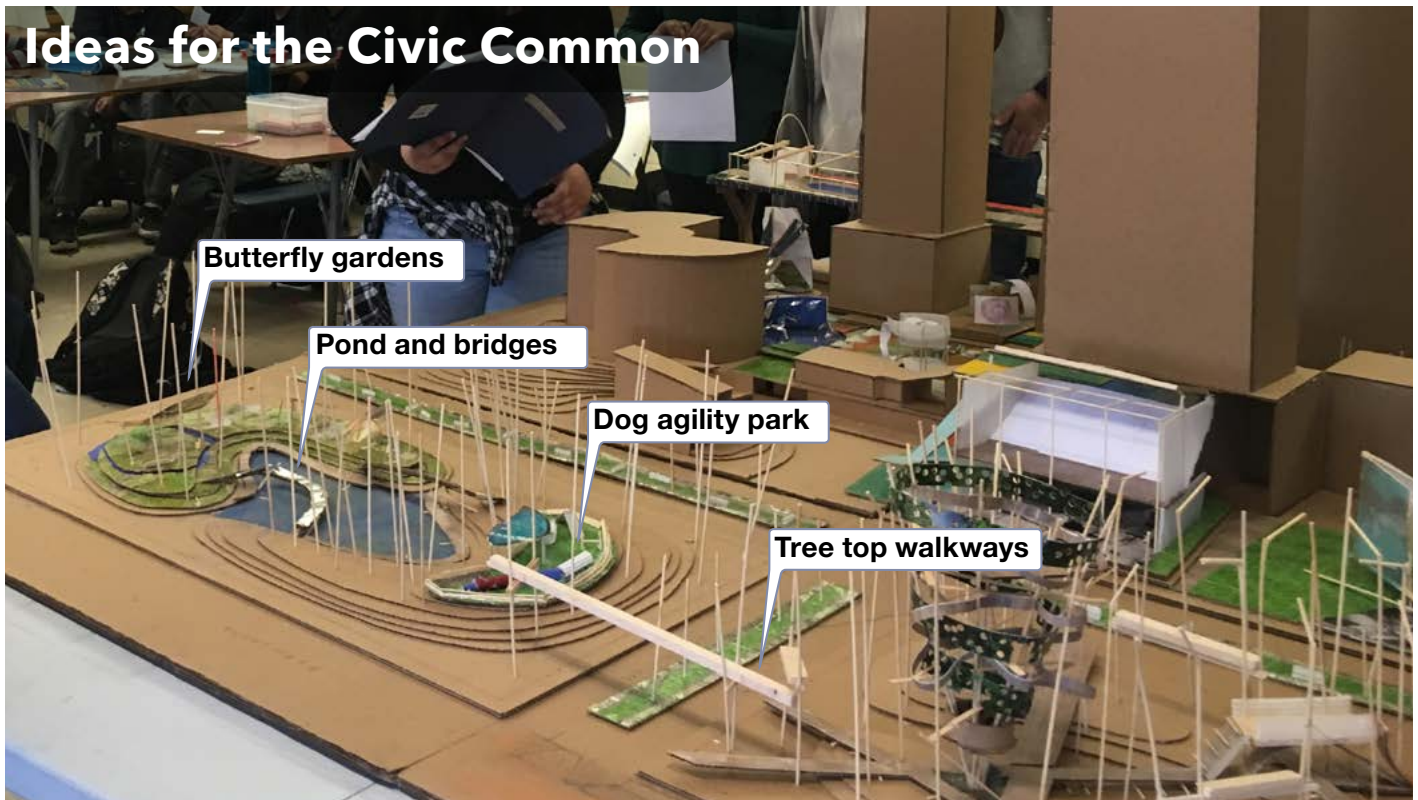 Ideas for the Civic Common
Butterfly gardens
Pond and bridges
Dog agility park
Tree top walkways